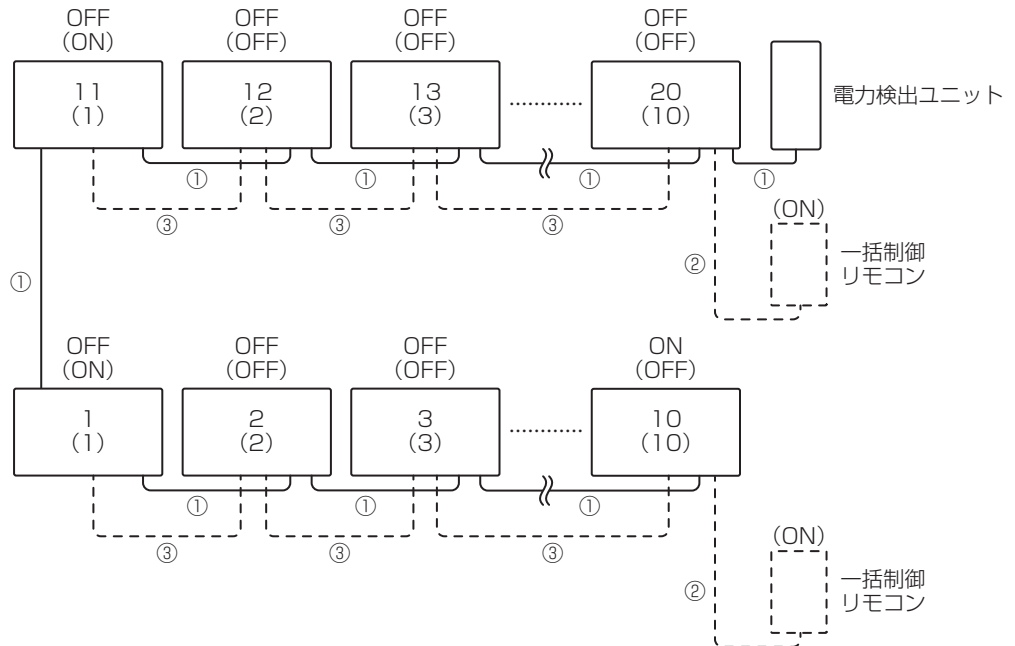 OFF
(ON)
OFF
(OFF)
OFF
(OFF)
OFF
(OFF)
11
(1)
12
(2)
13
(3)
20
(10)
電力検出ユニット
①
①
①
①
③
③
③
(ON)
一括制御
リモコン
②
①
OFF
(ON)
OFF
(OFF)
OFF
(OFF)
ON
(OFF)
1
(1)
2
(2)
3
(3)
10
(10)
①
①
①
③
③
③
(ON)
一括制御
リモコン
②